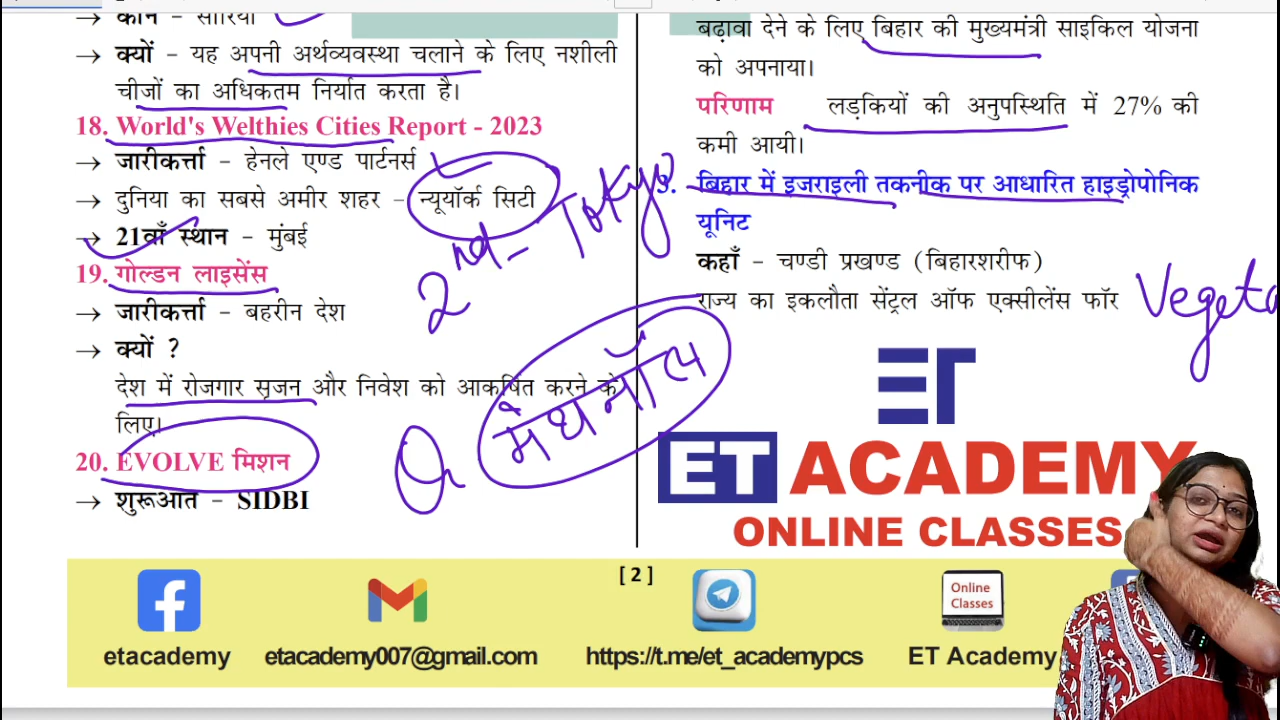 → कौन - सीरिया
→ क्यों - यह अपनी अर्थव्यवस्था चलाने के लिए नशीली
चीजों का अधिकतम निर्यात करता है।
18. World's Welthies Cities Report - 2023
→ जारीकर्त्ता - हेनले एण्ड पार्टनर्स
→ दुनिया का सबसे अमीर शहर - न्यूयॉर्क सिटी
→ 21वाँ स्थान - मुंबई
2nd - Tokyo
19. गोल्डन लाइसेंस
→ जारीकर्त्ता - बहरीन देश
→ क्यों ?
देश में रोजगार सृजन और निवेश को आकर्षित करने के
लिए।
20. EVOLVE मिशन
→ शुरूआत - SIDBI
मेथनॉल
बढ़ावा देने के लिए बिहार की मुख्यमंत्री साइकिल योजना
को अपनाया।
परिणाम लड़कियों की अनुपस्थिति में 27% की
कमी आयी।
3. बिहार में इजराइली तकनीक पर आधारित हाइड्रोपोनिक
यूनिट
कहाँ - चण्डी प्रखण्ड (बिहारशरीफ)
राज्य का इकलौता सेंट्रल ऑफ एक्सीलेंस फॉर Vegeta
ET
ET ACADEMY
ONLINE CLASSES
[ 2 ]
Online
Classes
etacademy etacademy007@gmail.com https://t.me/et_academypcs ET Academy